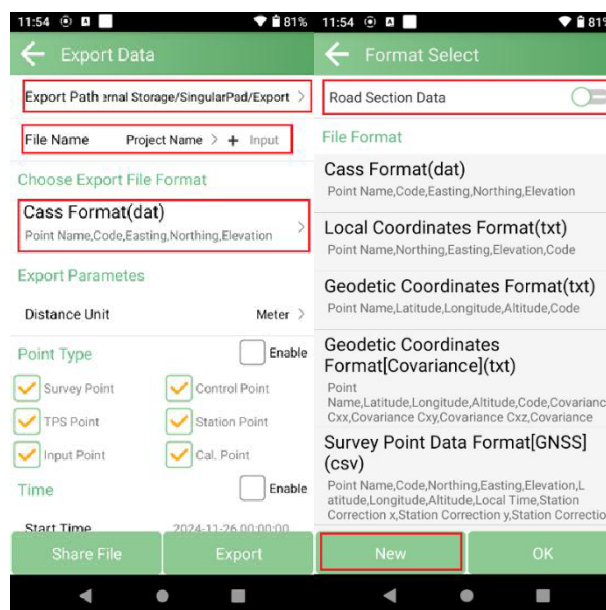 11:54 81%
Export Data
Export Path ernal Storage/SingularPad/Export >
File Name Project Name > + Input
Choose Export File Format
Cass Format(dat)
Point Name,Code,Easting,Northing,Elevation >
Export Parametes
Distance Unit Meter >
Point Type Enable
Survey Point Control Point
TPS Point Station Point
Input Point Cal. Point
Time Enable
Start Time 2024-11-26 00:00:00
Share File Export
11:54 81%
Format Select
Road Section Data
File Format
Cass Format(dat)
Point Name,Code,Easting,Northing,Elevation
Local Coordinates Format(txt)
Point Name,Northing,Easting,Elevation,Code
Geodetic Coordinates Format(txt)
Point Name,Latitude,Longitude,Altitude,Code
Geodetic Coordinates
Format[Covariance](txt)
Point
Name,Latitude,Longitude,Altitude,Code,Covarianc
Cxx,Covariance Cxy,Covariance Cxz,Covariance
Survey Point Data Format[GNSS]
(csv)
Point Name,Code,Northing,Easting,Elevation,L
atitude,Longitude,Altitude,Local Time,Station
Correction x,Station Correction y,Station Correctio
New OK